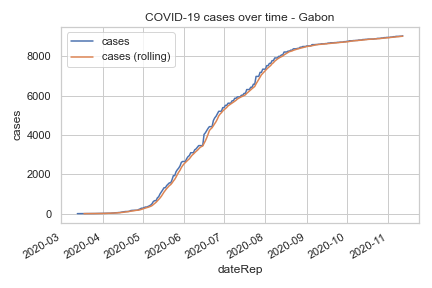 COVID-19 cases over time - Gabon
cases
cases (rolling)
cases
8000
6000
4000
2000
0
2020-03
2020-04
2020-05
2020-06
2020-07
2020-08
2020-09
2020-10
2020-11
dateRep